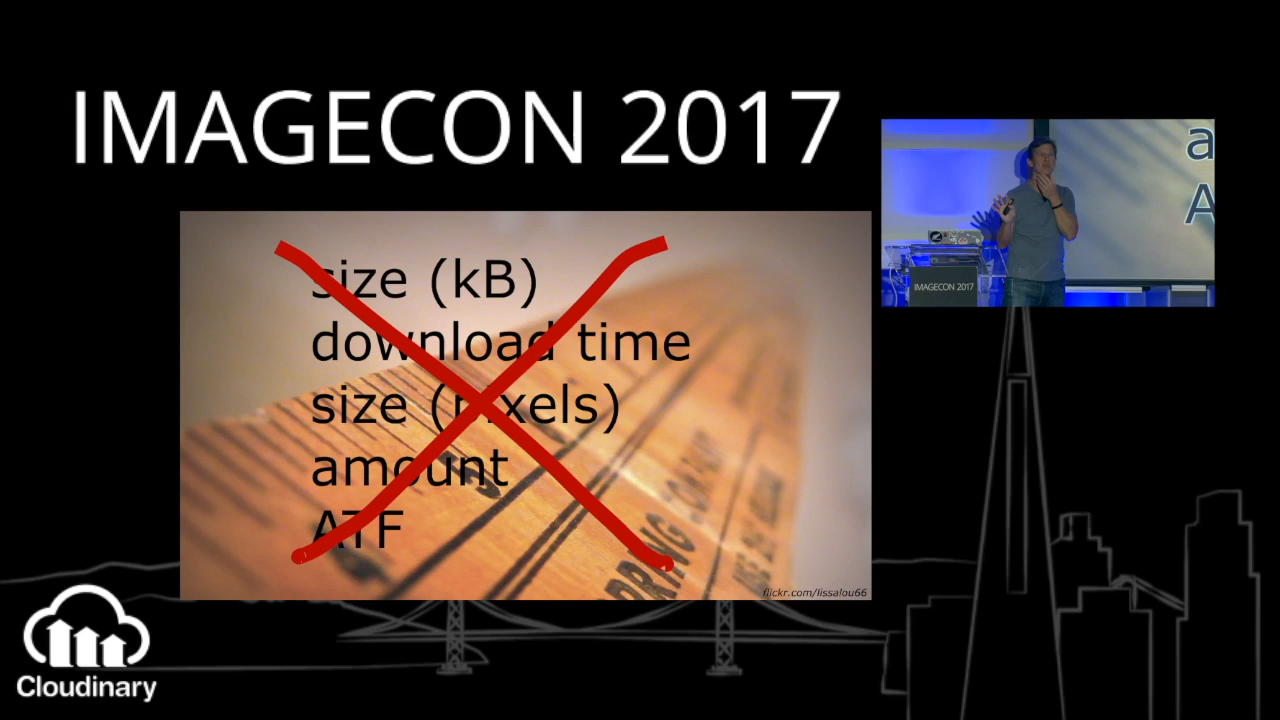 IMAGECON 2017
a
A
IMAGECON 2017
size (kB)
download time
size (pixels)
amount
ATF
flickr.com/lissalou66
Cloudinary